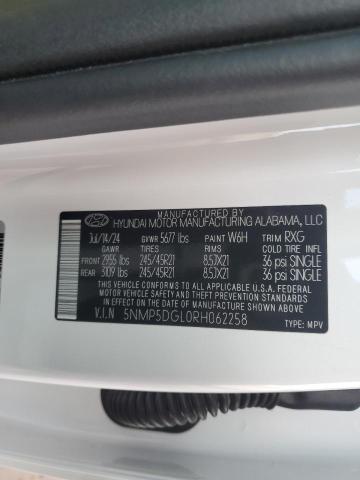 MANUFACTURED BY
HYUNDAI MOTOR MANUFACTURING ALABAMA, LLC
Jul/14/24 GVWR 5677 lbs PAINT W6H TRIM RXG
GAWR TIRES RIMS COLD TIRE INFL
FRONT 2955 lbs 245/45R21 8.5JX21 36 psi SINGLE
REAR 3109 lbs 245/45R21 8.5JX21 36 psi SINGLE
THIS VEHICLE CONFORMS TO ALL APPLICABLE U.S.A FEDERAL
MOTOR VEHICLE SAFETY AND THEFT PREVENTION STANDARDS
IN EFFECT ON THE DATE OF MANUFACTURE SHOWN ABOVE.
V.I.N 5NMP5DGL0RH062258 TYPE: MPV